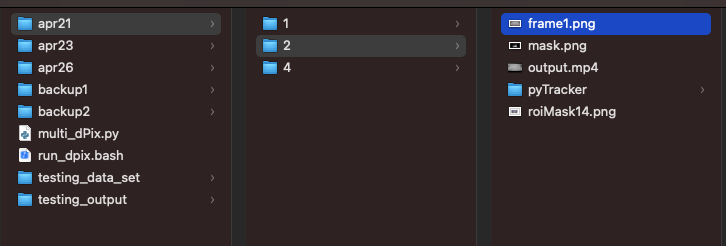 apr21
apr23
apr26
backup1
backup2
multi_dPix.py
run_dpix.bash
testing_data_set
testing_output
1
2
4
frame1.png
mask.png
output.mp4
pyTracker
roiMask14.png